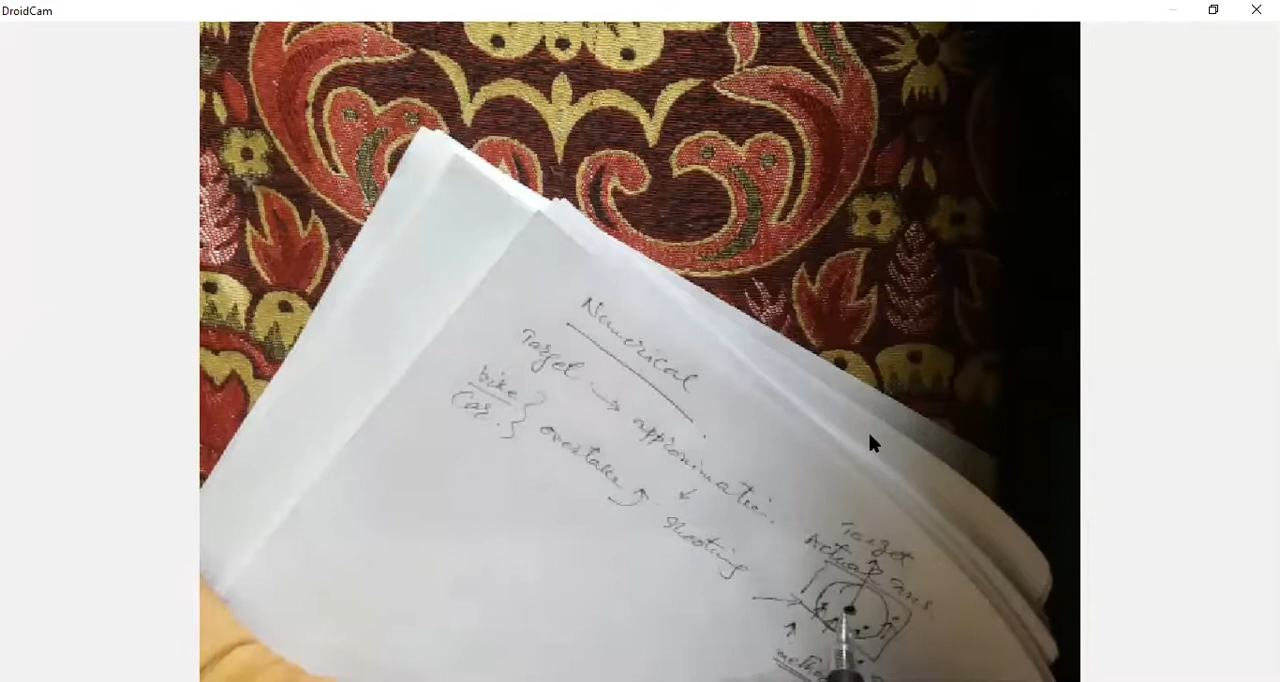 DroidCam
Numerical
Target → approximation.
↓
bike
Car..} overtake
shooting
Target
Actual ans